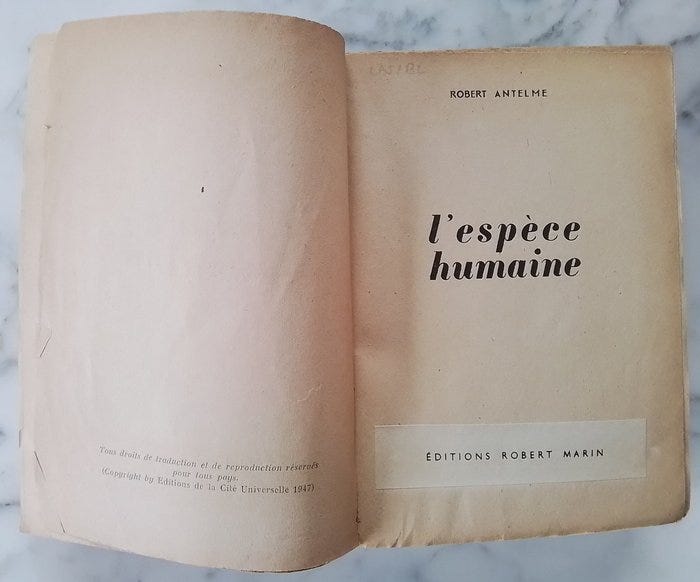 Tous droits de traduction et de reproduction réservés
pour tous pays.
(Copyright by Editions de la Cité Universelle 1947)
ROBERT ANTELME
l'espèce
humaine
ÉDITIONS ROBERT MARIN